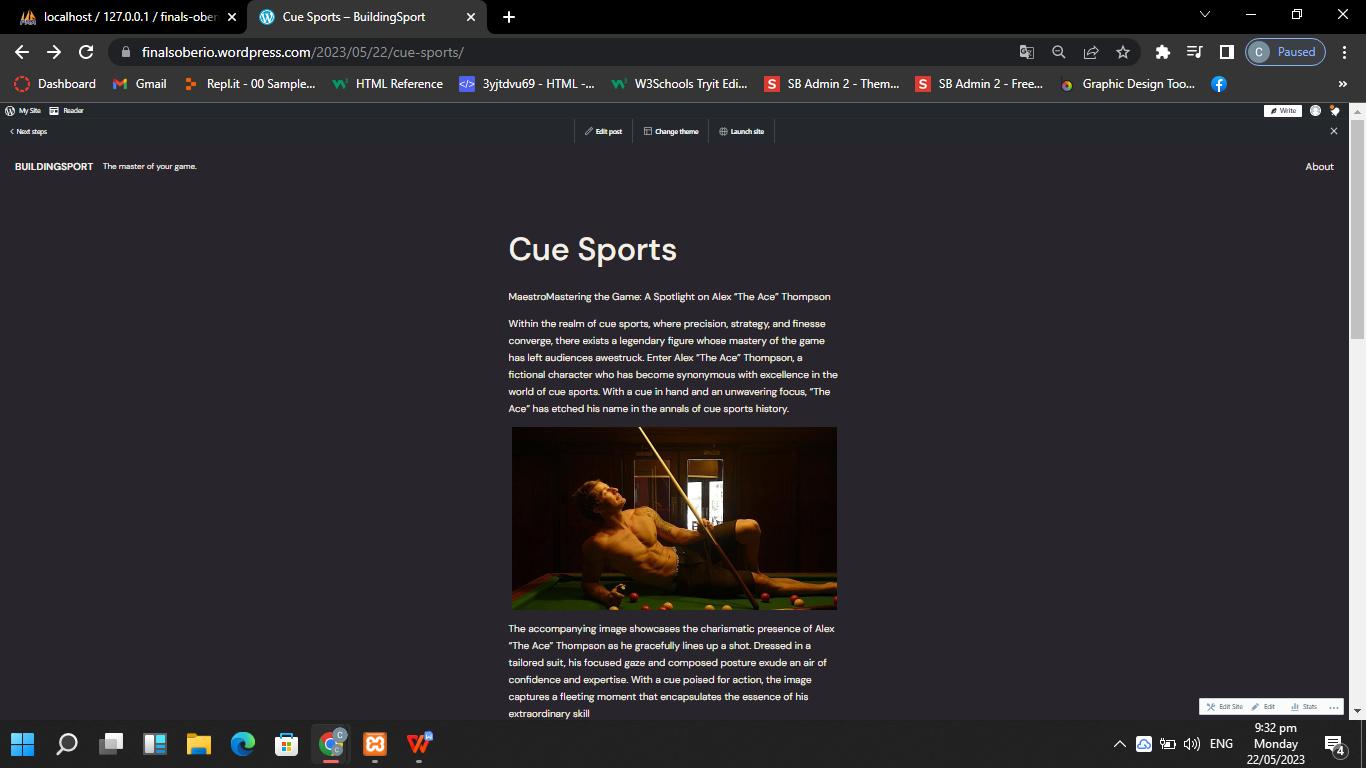 localhost / 127.0.0.1 / finals-ober
Cue Sports – BuildingSport
finalsoberio.wordpress.com/2023/05/22/cue-sports/
C Paused
Dashboard
Gmail
Repl.it - 00 Sample...
HTML Reference
3yjtdvu69 - HTML -...
W3Schools Tryit Edi...
SB Admin 2 - Them...
SB Admin 2 - Free...
Graphic Design Too...
»
My Site
Reader
Write
Next steps
Edit post
Change theme
Launch site
BUILDINGSPORT
The master of your game.
About
Cue Sports
MaestroMastering the Game: A Spotlight on Alex “The Ace” Thompson
Within the realm of cue sports, where precision, strategy, and finesse
converge, there exists a legendary figure whose mastery of the game
has left audiences awestruck. Enter Alex “The Ace” Thompson, a
fictional character who has become synonymous with excellence in the
world of cue sports. With a cue in hand and an unwavering focus, “The
Ace” has etched his name in the annals of cue sports history.
The accompanying image showcases the charismatic presence of Alex
“The Ace” Thompson as he gracefully lines up a shot. Dressed in a
tailored suit, his focused gaze and composed posture exude an air of
confidence and expertise. With a cue poised for action, the image
captures a fleeting moment that encapsulates the essence of his
extraordinary skill
Edit Site
Edit
Stats
...
ENG
9:32 pm
Monday
22/05/2023
4